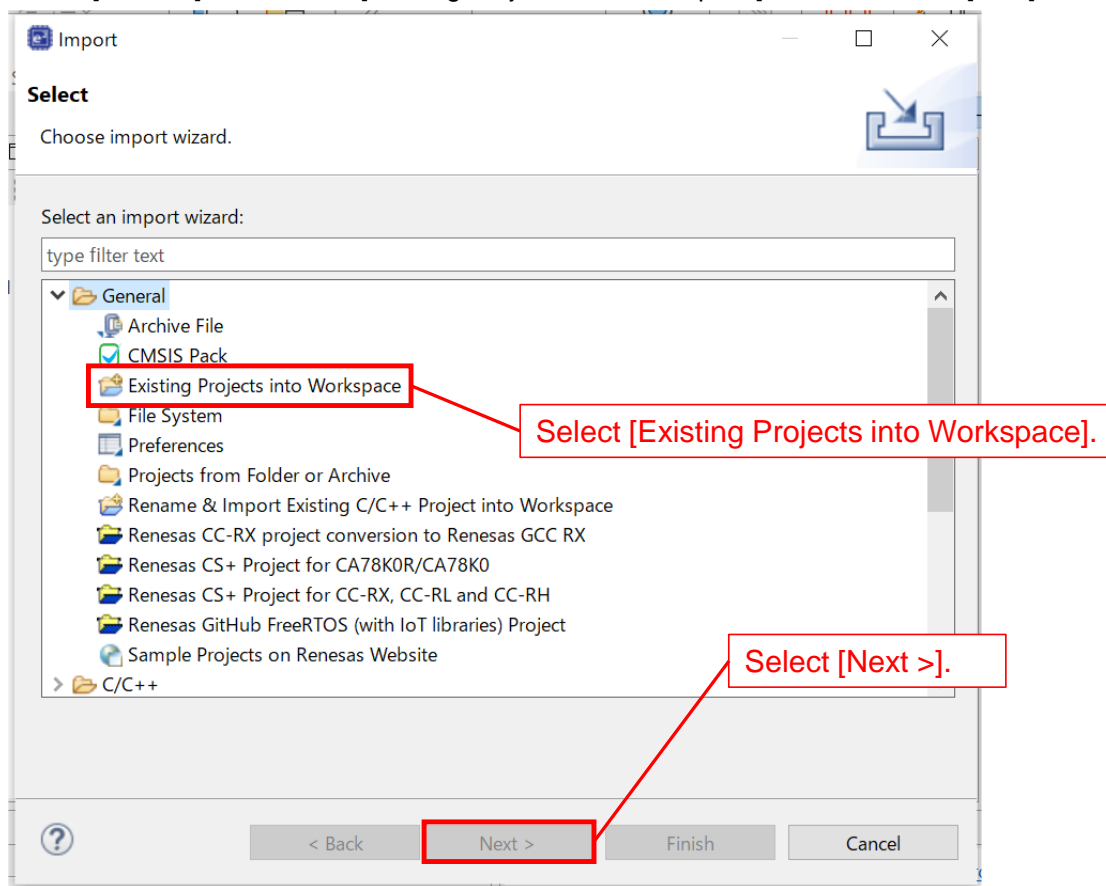 Import
Select
Choose import wizard.
Select an import wizard:
type filter text
General
Archive File
CMSIS Pack
Existing Projects into Workspace
File System
Select [Existing Projects into Workspace].
Preferences
Projects from Folder or Archive
Rename & Import Existing C/C++ Project into Workspace
Renesas CC-RX project conversion to Renesas GCC RX
Renesas CS+ Project for CA78K0R/CA78K0
Renesas CS+ Project for CC-RX, CC-RL and CC-RH
Renesas GitHub FreeRTOS (with IoT libraries) Project
Sample Projects on Renesas Website
Select [Next >].
C/C++
< Back Next > Finish Cancel